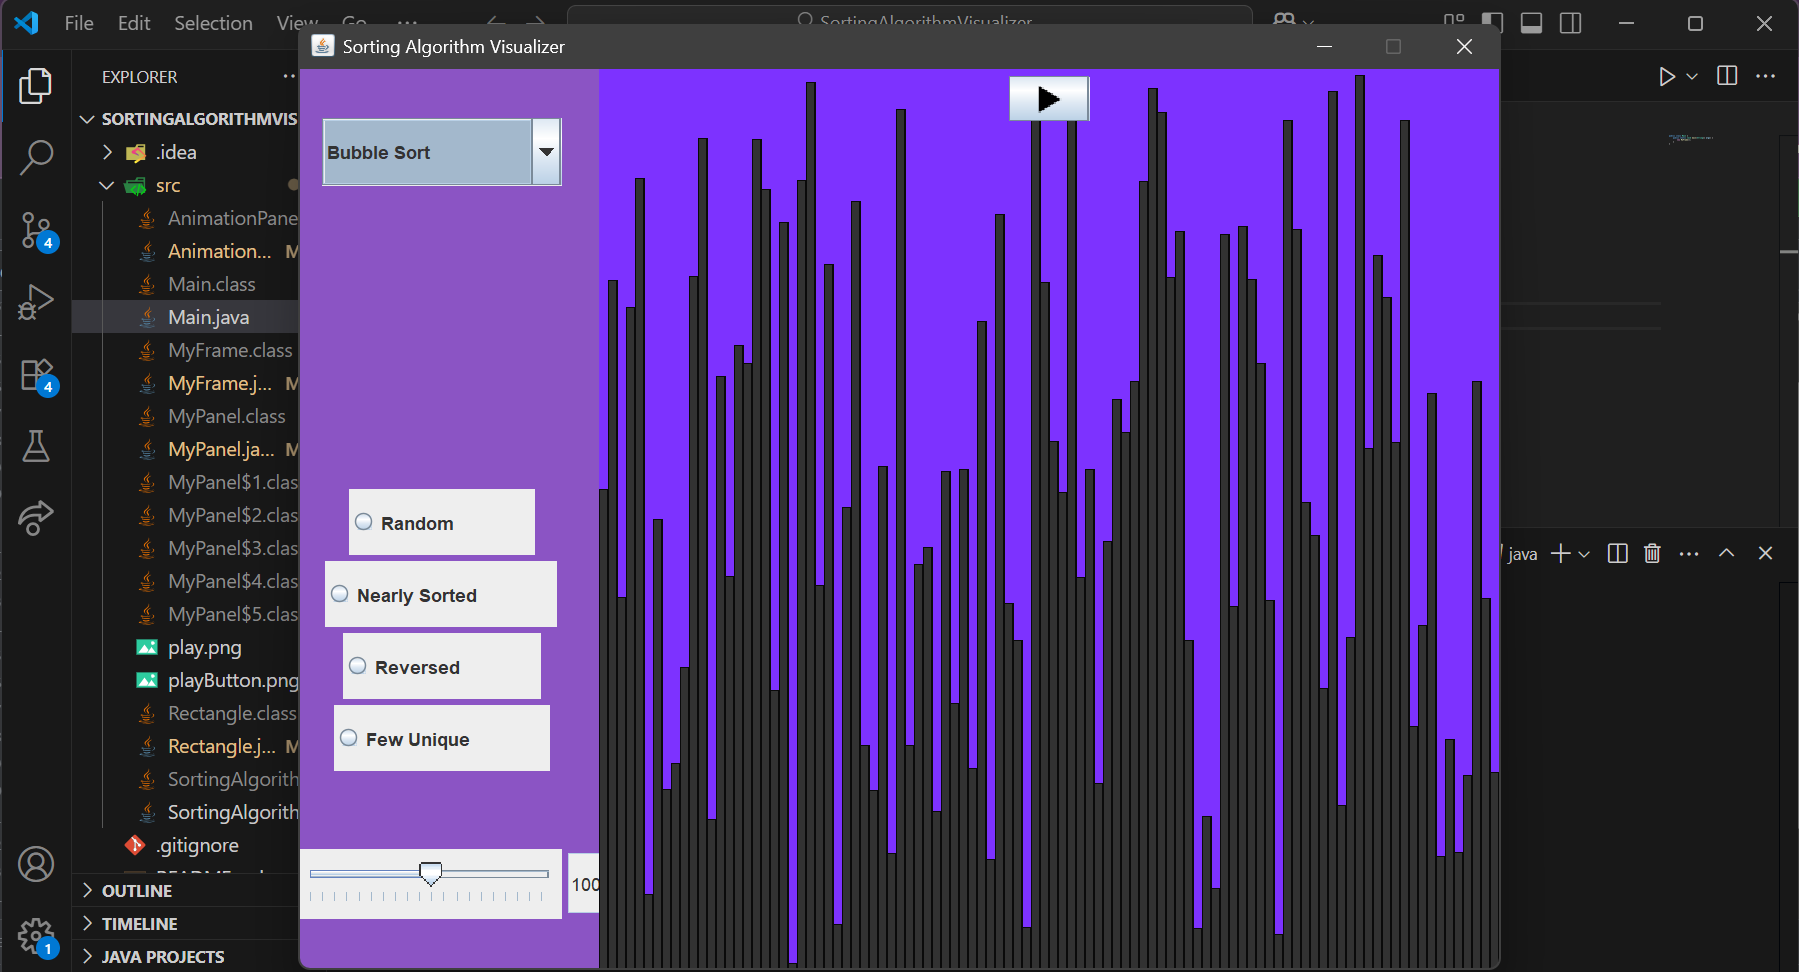 File Edit Selection View Go ···
SortingAlgorithmVisualizer
Sorting Algorithm Visualizer
EXPLORER
SORTINGALGORITHMVIS
.idea
src
AnimationPane
Animation... M
Main.class
Main.java
MyFrame.class
MyFrame.j... M
MyPanel.class
MyPanel.ja... M
MyPanel$1.clas
MyPanel$2.clas
MyPanel$3.clas
MyPanel$4.clas
MyPanel$5.clas
play.png
playButton.png
Rectangle.class
Rectangle.j... M
SortingAlgorith
SortingAlgorith
.gitignore
OUTLINE
TIMELINE
JAVA PROJECTS
4
4
1
Bubble Sort
Random
Nearly Sorted
Reversed
Few Unique
100
java